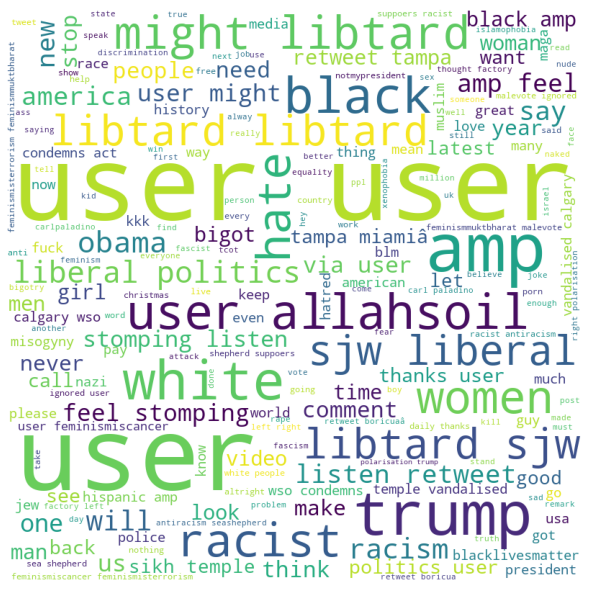 state
tweet
speak
show
true
suppoers racist
next jobuse
new
stop
race
might libtard
media
retweet tampa
black amp
woman
islamophobia
read
maga
want
discrimination
help
free
notmypresident
sex
thought factory
nude
people
need
black
amp feel
malevote ignored
feminismisterrorism feminismmuktbharat
ass
saying
america
user might
history
alway
really
muslim
great
say
someone
well
said
libtard libtard
love
year
face
still
condemns act
way
thing
mean
latest
many
naked
tell
now
win
first
better
equality
ppl
million
uk
xenophobia
israel
user user
hate
kid
person
country
carlpaladino
find
every
hey
work
feminismmuktbharat malevote
kkk
tampa miamiâ
amp
anti
fuck
feminism
fascist
tcot
blm
everyone
obama
bigot
via user
let
believe
joke
vandalised calgary
right polarisation
bigotry
liberal politics
american
hatred
come
carl paladino
porn
enough
christmas
live
men
girl
keep
another
word
even
calgary wso
user allahsoil
misogyny
pay
stomping listen
fear
racist antiracism
never
attack
shepherd suppoers
sjw liberal
call
nazi
white
thanks user
much
ignored user
done
vote
going
boy
time
daily thanks
post
please
feel stomping
world
comment
women
guy
made
must
user feminismiscancer
rape
retweet boricuaâ
kill
user
know
left right
fascism
stand
libtard sjw
take
white people
video
polarisation trump
listen retweet
good
see
altright
wso condemns
temple vandalised
jew
hispanic amp
go
sad
remark
factory left
problem
one
will
look
make
trump
usa
day
antiracism seashepherd
police
got
man
back
us
racist
racism
truth
blacklivesmatter
nothing
sea shepherd
sikh temple
think
politics user
president
feminismiscancer feminismisterrorism
retweet boricua